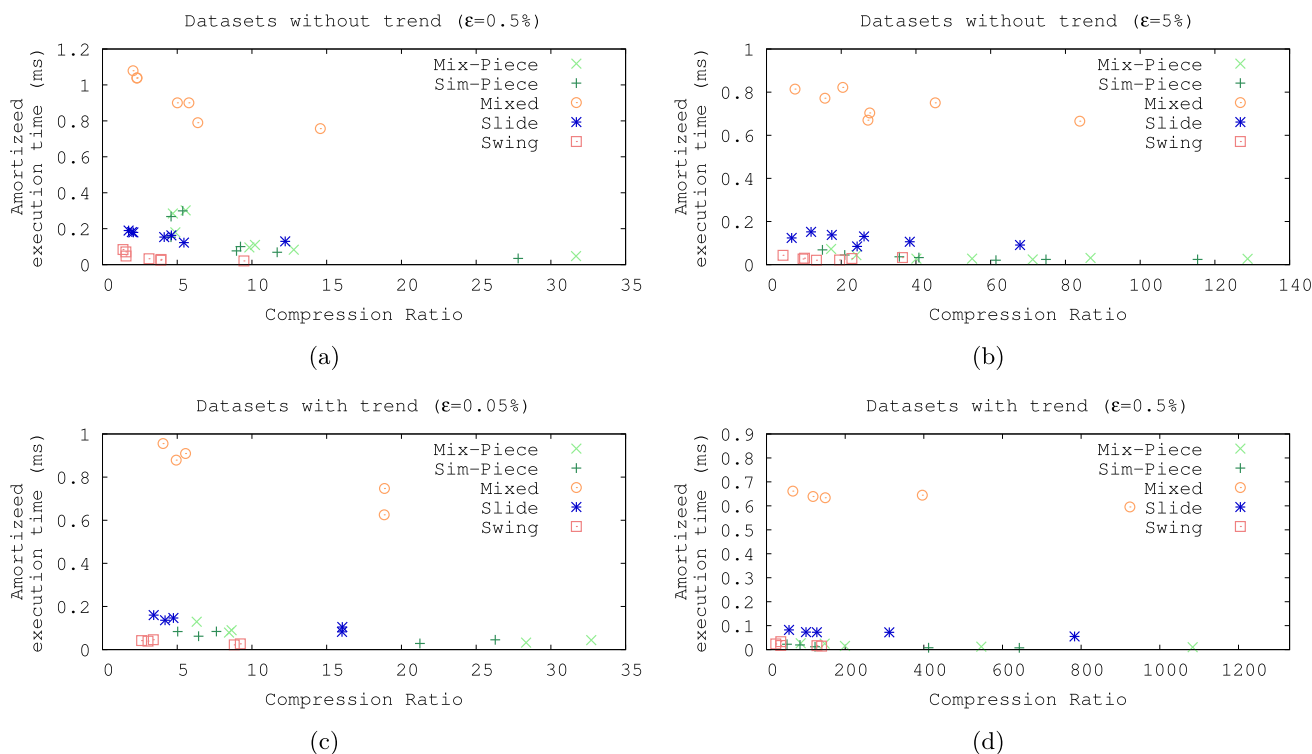 Datasets without trend (ε=0.5%)
Amortizeed
execution time (ms)
1.2
1
0.8
0.6
0.4
0.2
0
Mix-Piece
Sim-Piece
Mixed
Slide
Swing
0 5 10 15 20 25 30 35
Compression Ratio
(a)
Datasets without trend (ε=5%)
Amortizeed
execution time (ms)
1
0.8
0.6
0.4
0.2
0
Mix-Piece
Sim-Piece
Mixed
Slide
Swing
0 20 40 60 80 100 120 140
Compression Ratio
(b)
Datasets with trend (ε=0.05%)
Amortizeed
execution time (ms)
1
0.8
0.6
0.4
0.2
0
Mix-Piece
Sim-Piece
Mixed
Slide
Swing
0 5 10 15 20 25 30 35
Compression Ratio
(c)
Datasets with trend (ε=0.5%)
Amortizeed
execution time (ms)
0.9
0.8
0.7
0.6
0.5
0.4
0.3
0.2
0.1
0
Mix-Piece
Sim-Piece
Mixed
Slide
Swing
0 200 400 600 800 1000 1200
Compression Ratio
(d)